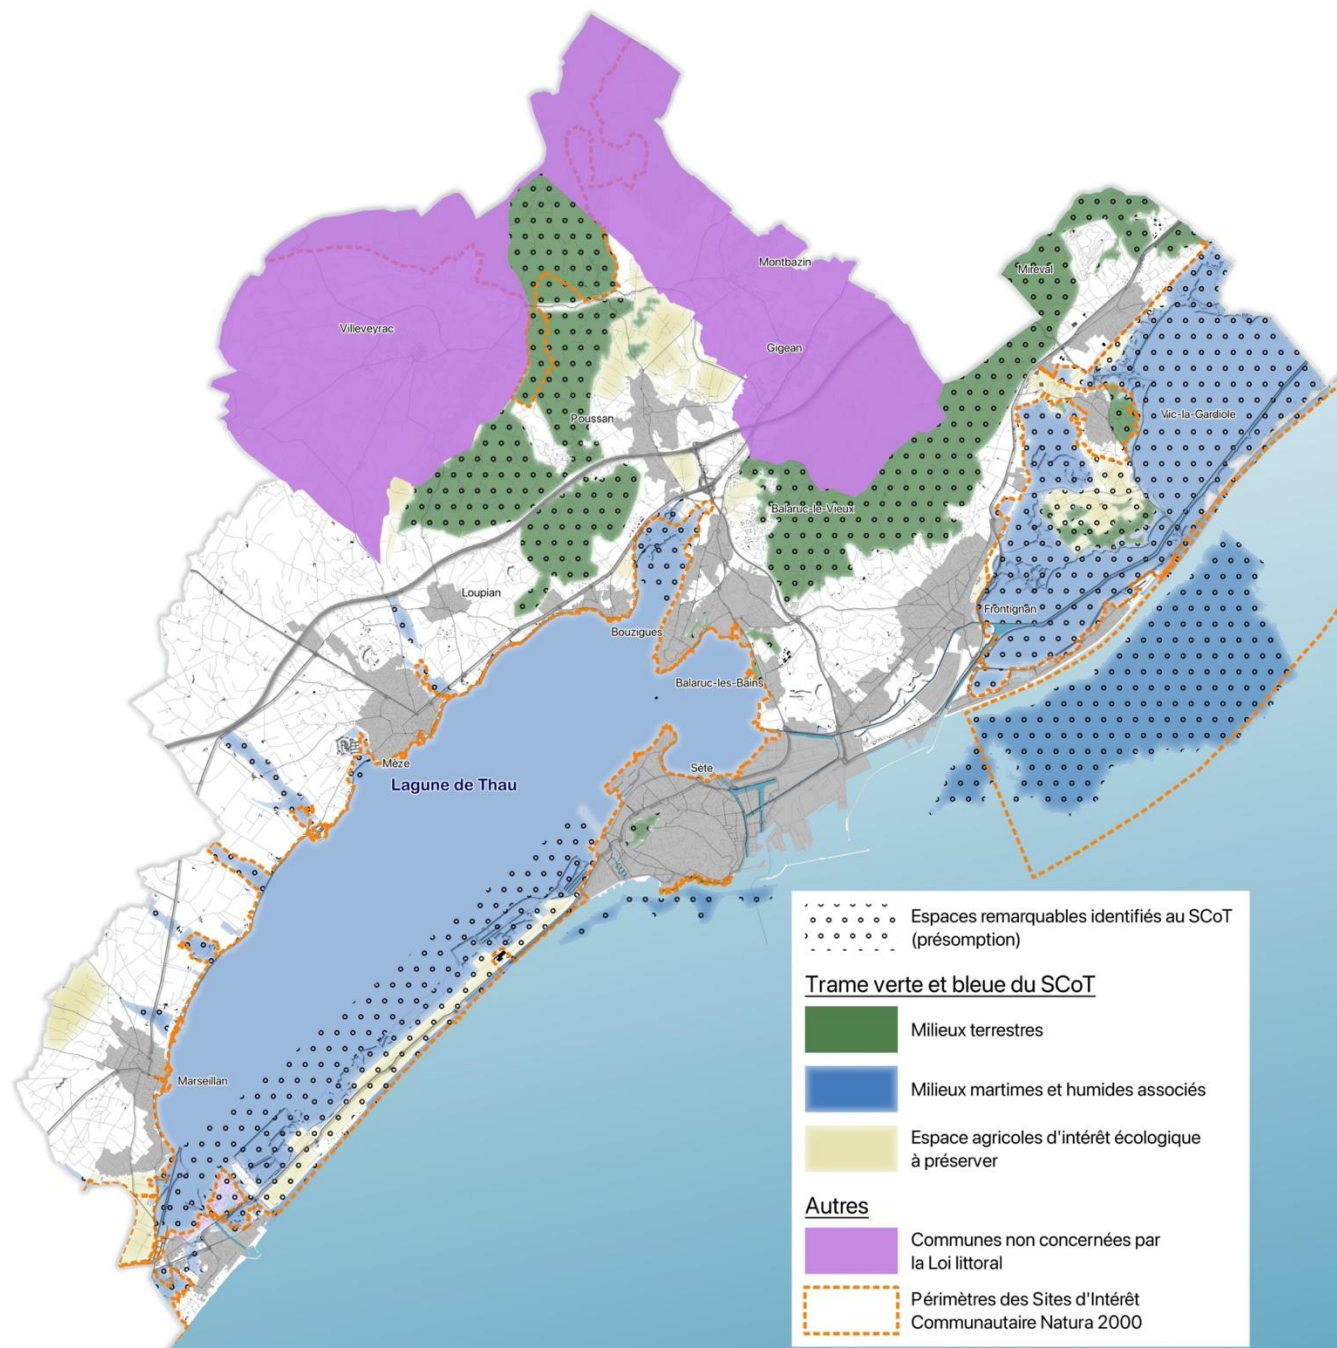 Montbazin
Mireval
Villeveyrac
Gigean
Vic-la-Gardiole
Poussan
Balaruc-le-Vieux
Loupian
Frontignan
Bouzigues
Balaruc-les-Bains
Mèze
Sète
Lagune de Thau
Marseillan
Espaces remarquables identifiés au SCoT
(présomption)
Trame verte et bleue du SCoT
Milieux terrestres
Milieux martimes et humides associés
Espace agricoles d'intérêt écologique
à préserver
Autres
Communes non concernées par
la Loi littoral
Périmètres des Sites d'Intérêt
Communautaire Natura 2000